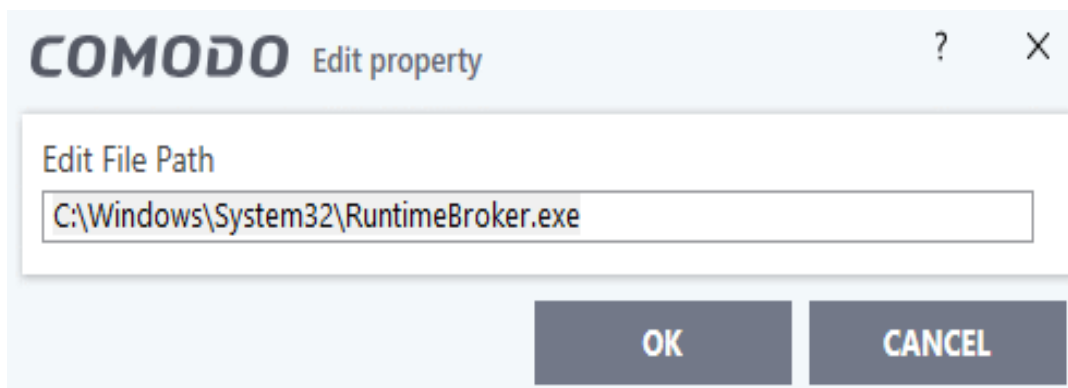 COMODO Edit property ? X
Edit File Path
C:\Windows\System32\RuntimeBroker.exe
OK CANCEL